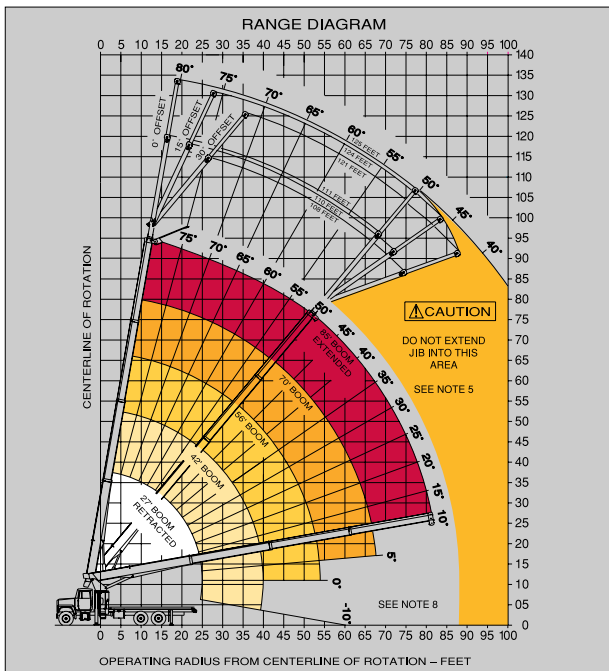 RANGE DIAGRAM
0 5 10 15 20 25 30 35 40 45 50 55 60 65 70 75 80 85 90 95 100
140
135
130
125
120
115
110
105
100
95
90
85
80
75
70
65
60
55
50
45
40
35
30
25
20
15
10
05
0
80° 75° 70° 65° 60° 55° 50° 45° 40°
0° OFFSET
15° OFFSET
30° OFFSET
125 FEET
124 FEET
121 FEET
111 FEET
110 FEET
108 FEET
CENTERLINE OF ROTATION
75° 70° 65° 60° 55° 50° 45° 40° 35° 30° 25° 20° 15° 10° 5° 0° -10°
85' BOOM
EXTENDED
70' BOOM
56' BOOM
42' BOOM
27' BOOM
RETRACTED
CAUTION
DO NOT EXTEND
JIB INTO THIS
AREA
SEE NOTE 5
SEE NOTE 8
0 5 10 15 20 25 30 35 40 45 50 55 60 65 70 75 80 85 90 95 100
OPERATING RADIUS FROM CENTERLINE OF ROTATION – FEET